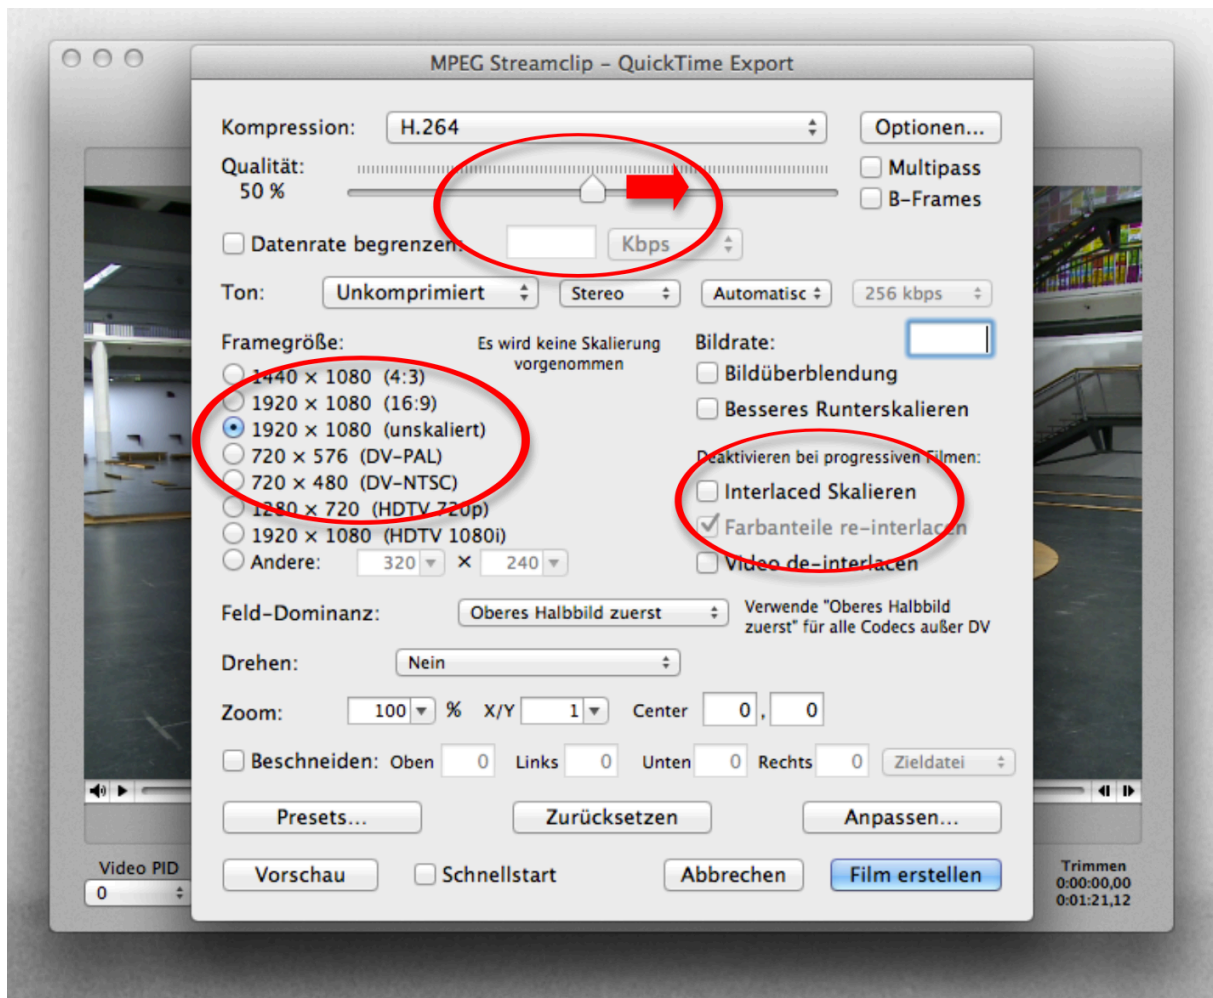 MPEG Streamclip – QuickTime Export
Kompression: H.264 Optionen...
Qualität: Multipass
50 % B-Frames
Datenrate begrenzen: Kbps
Ton: Unkomprimiert Stereo Automatisc 256 kbps
Framegröße: Es wird keine Skalierung Bildrate:
vorgenommen
1440 × 1080 (4:3) Bildüberblendung
1920 × 1080 (16:9) Besseres Runterskalieren
1920 × 1080 (unskaliert)
720 × 576 (DV-PAL) Deaktivieren bei progressiven Filmen:
720 × 480 (DV-NTSC) Interlaced Skalieren
1280 × 720 (HDTV 720p)
1920 × 1080 (HDTV 1080i) Farbanteile re-interlacen
Andere: 320 × 240 Video de-interlacen
Feld-Dominanz: Oberes Halbbild zuerst Verwende "Oberes Halbbild
zuerst" für alle Codecs außer DV
Drehen: Nein
Zoom: 100 % X/Y 1 Center 0 , 0
Beschneiden: Oben 0 Links 0 Unten 0 Rechts 0 Zieldatei
Presets... Zurücksetzen Anpassen...
Vorschau Schnellstart Abbrechen Film erstellen
Video PID
0
Trimmen
0:00:00,00
0:01:21,12